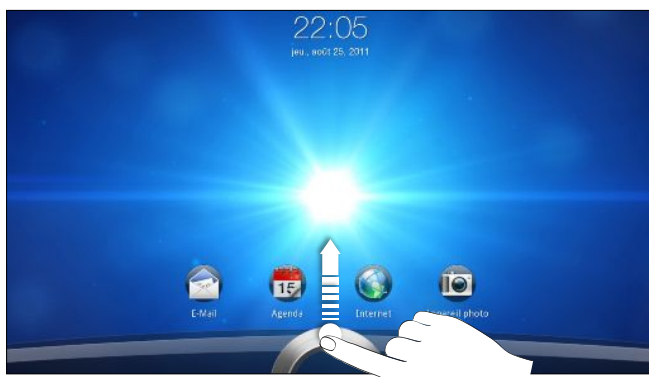 22:05
jeu., août 25, 2011
15
E-Mail
Agenda
Internet
photo